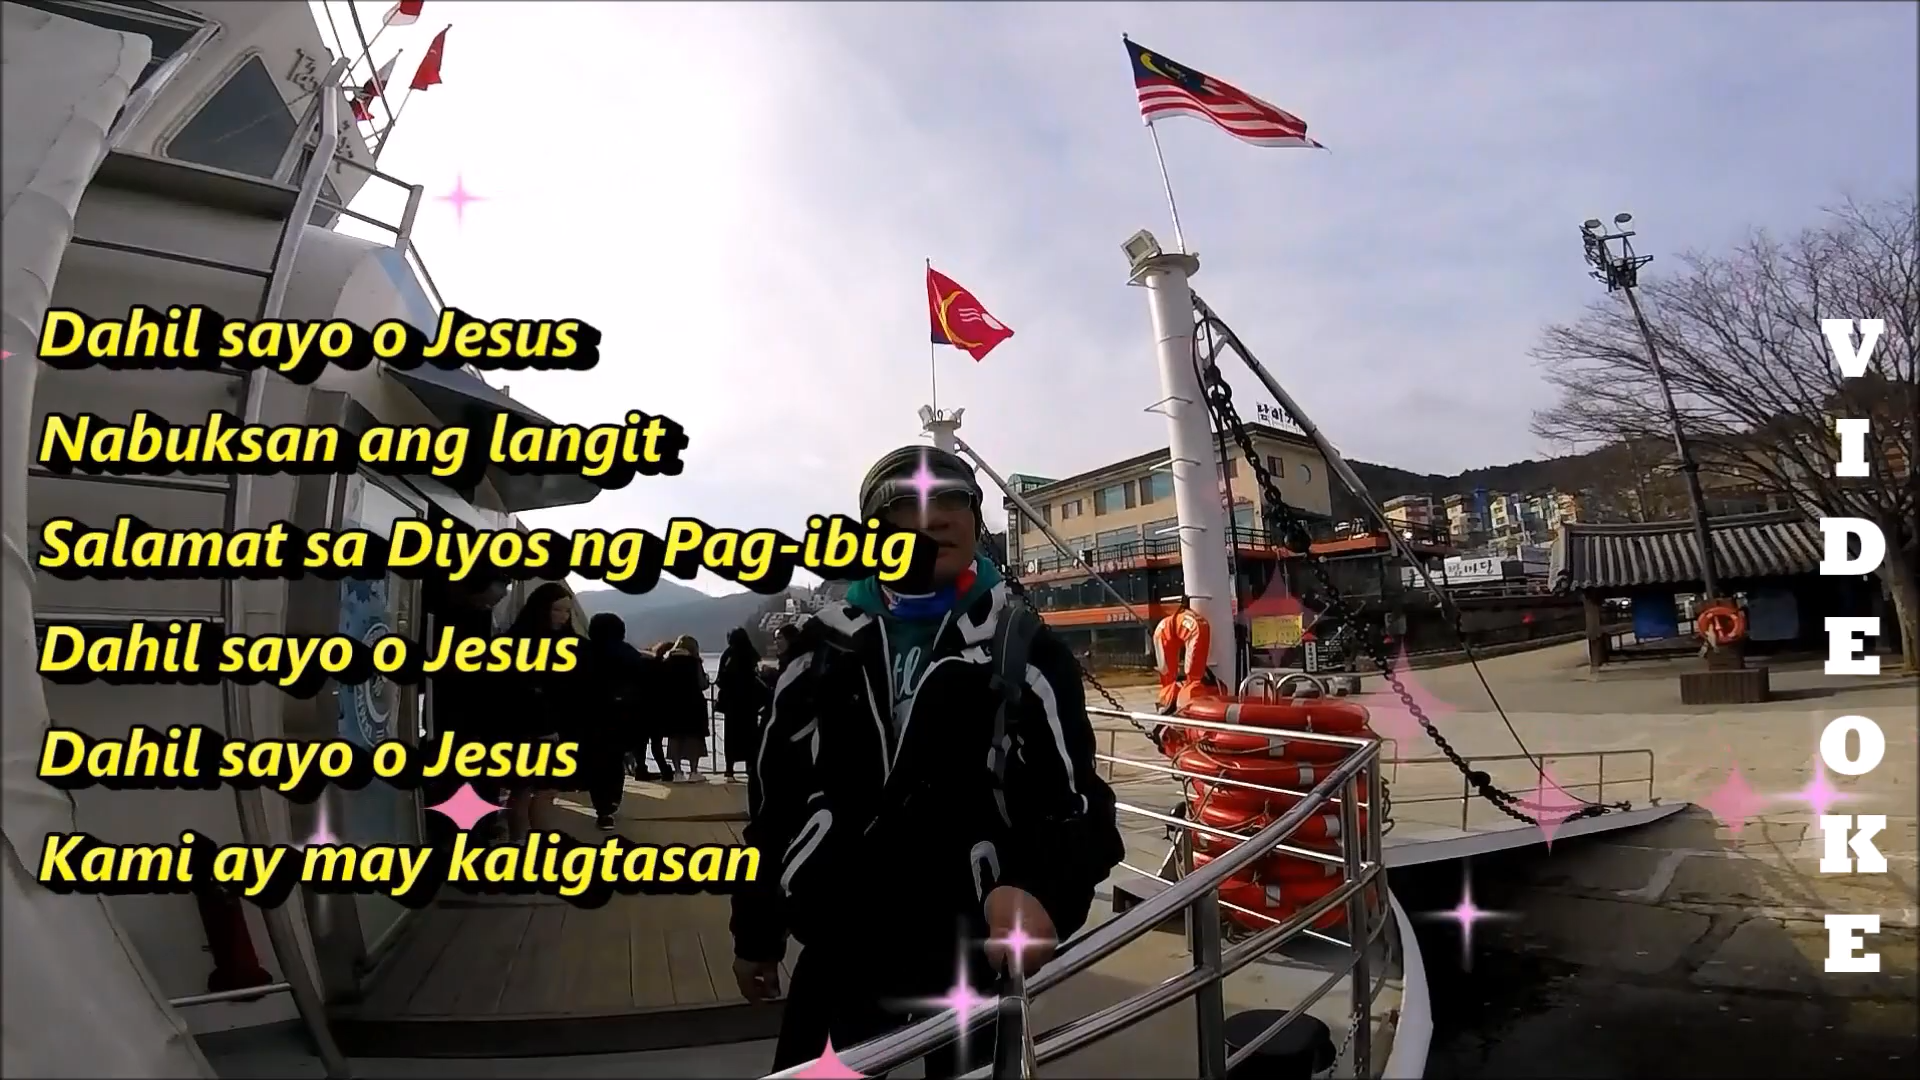 Dahil sayo o Jesus
Nabuksan ang langit
Salamat sa Diyos ng Pag-ibig
Dahil sayo o Jesus
Dahil sayo o Jesus
Kami ay may kaligtasan
VIDEOKE